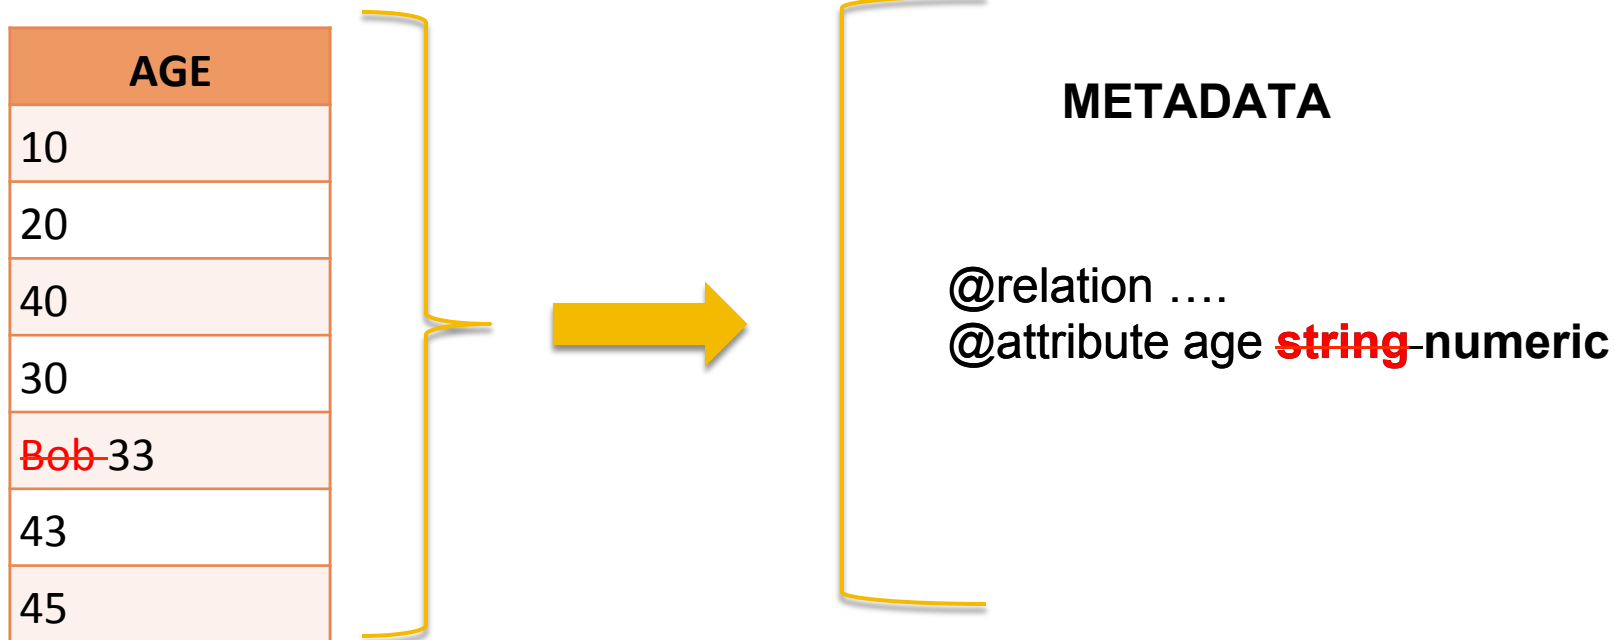 AGE
10
20
40
30
Bob 33
43
45
METADATA
@relation ....
@attribute age string numeric